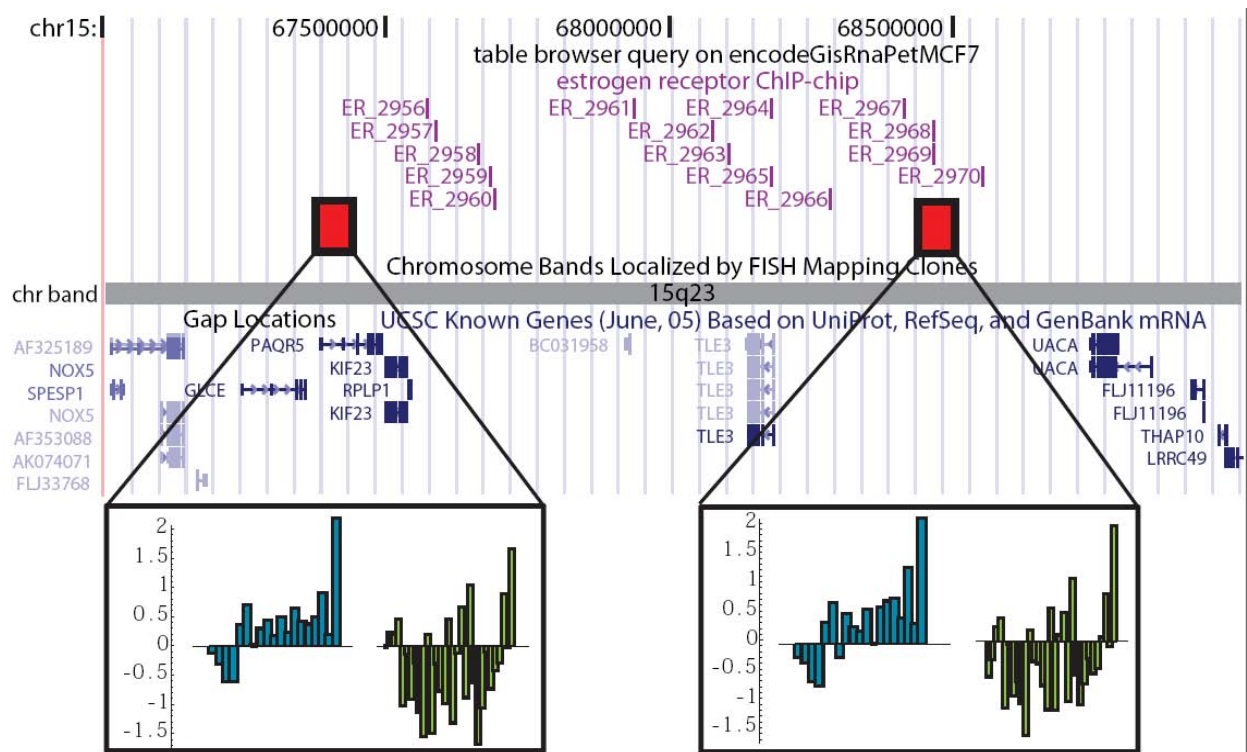 chr15: 67500000 68000000 68500000
table browser query on encodeGisRnaPetMCF7
estrogen receptor ChIP-chip
ER_2956 ER_2961 ER_2964 ER_2967
ER_2957 ER_2962 ER_2968
ER_2958 ER_2963 ER_2969
ER_2959 ER_2965 ER_2970
ER_2960 ER_2966
Chromosome Bands Localized by FISH Mapping Clones
chr band 15q23
Gap Locations UCSC Known Genes (June, 05) Based on UniProt, RefSeq, and GenBank mRNA
AF325189 PAQR5 BC031958 TLE3 UACA
NOX5 KIF23 TLE3 UACA
SPESP1 GLCE RPLP1 TLE3 FLJ11196
NOX5 KIF23 TLE3 FLJ11196
AF353088 TLE3 THAP10
AK074071 LRRC49
FLJ33768
2 2
1.5 1.5
1 1
0.5 0.5
0 0
-0.5 -0.5
-1 -1
-1.5 -1.5